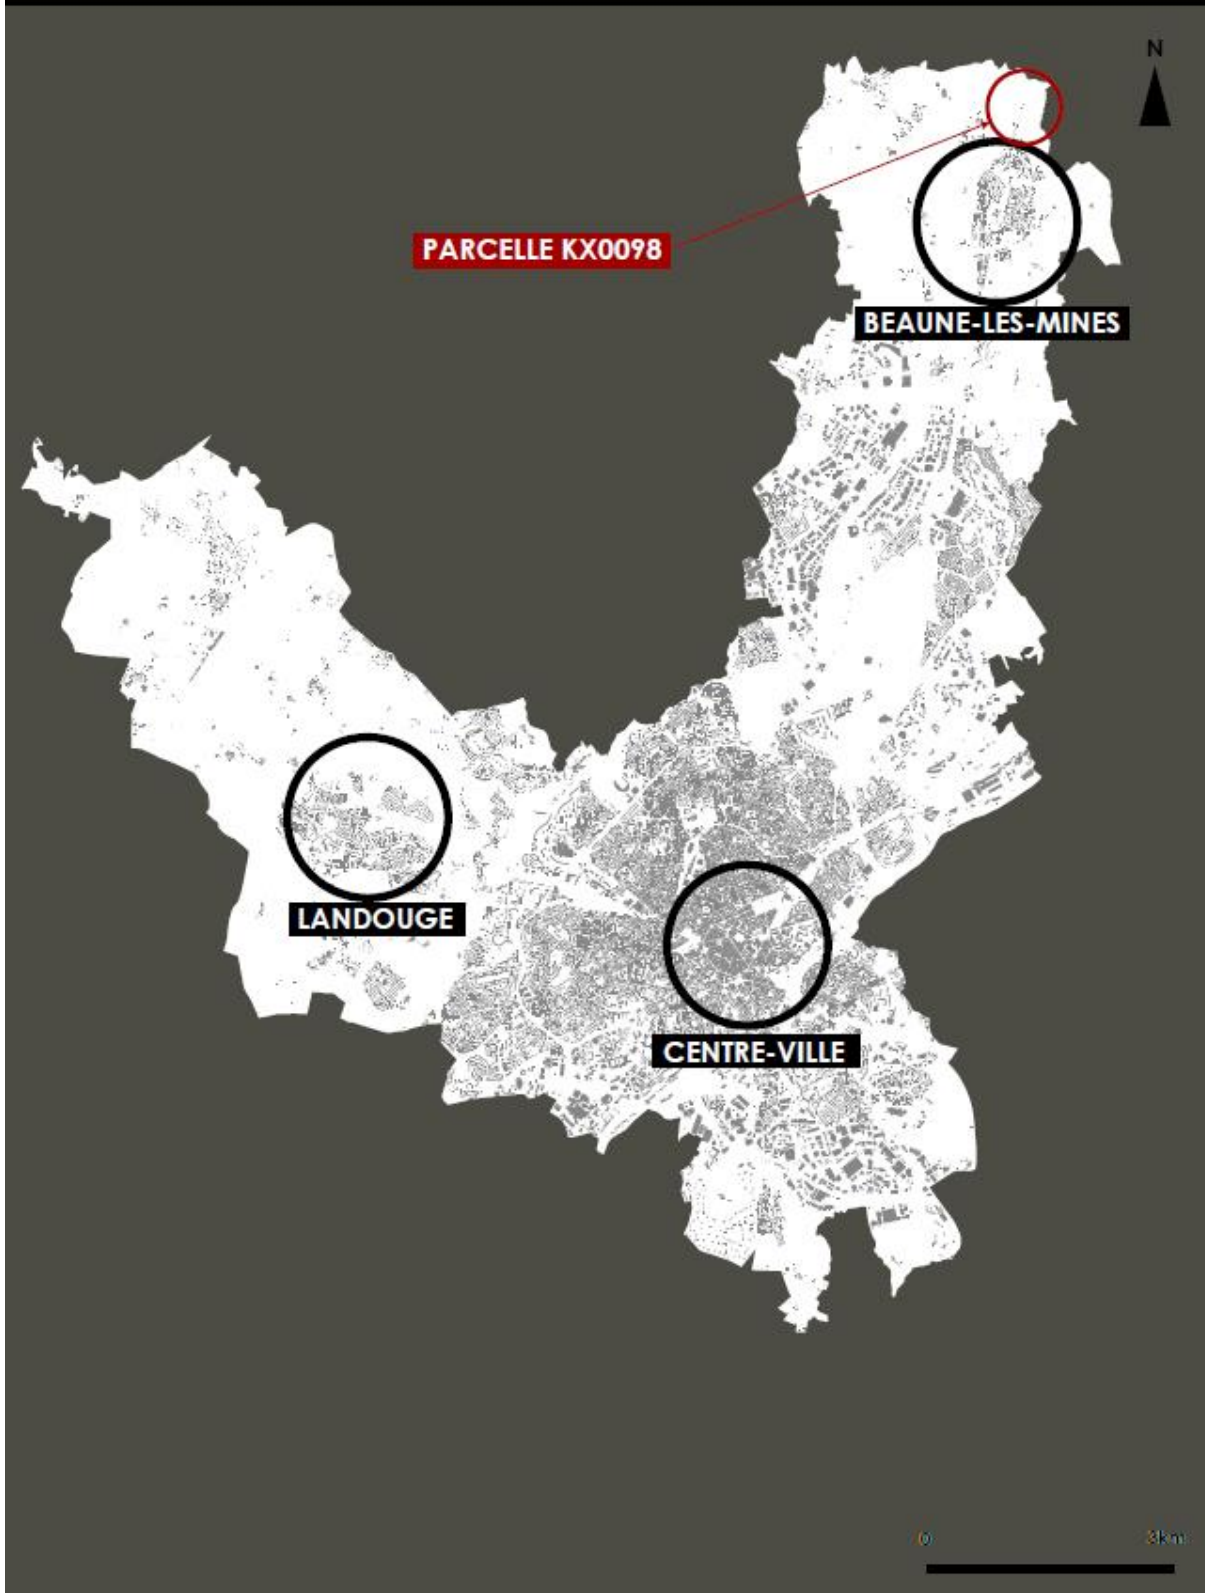 N
PARCELLE KX0098
BEAUNE-LES-MINES
LANDOUGE
CENTRE-VILLE
0 3km